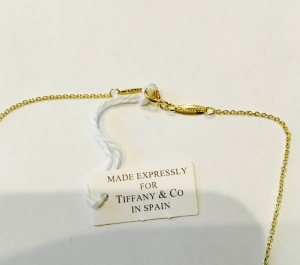 MADE EXPRESSLY
FOR
TIFFANY & CO
IN SPAIN